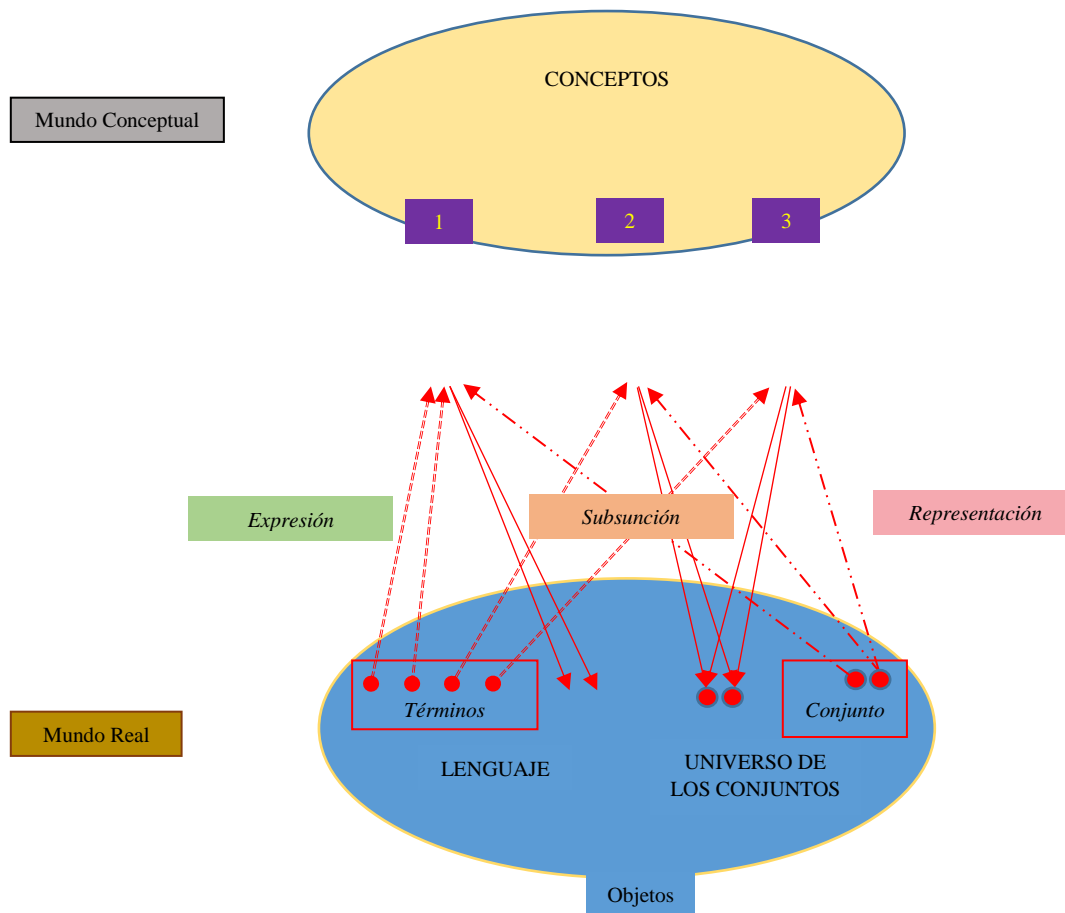 CONCEPTOS
Mundo Conceptual
1
2
3
Expresión
Subsunción
Representación
Términos
Conjunto
Mundo Real
LENGUAJE
UNIVERSO DE
LOS CONJUNTOS
Objetos